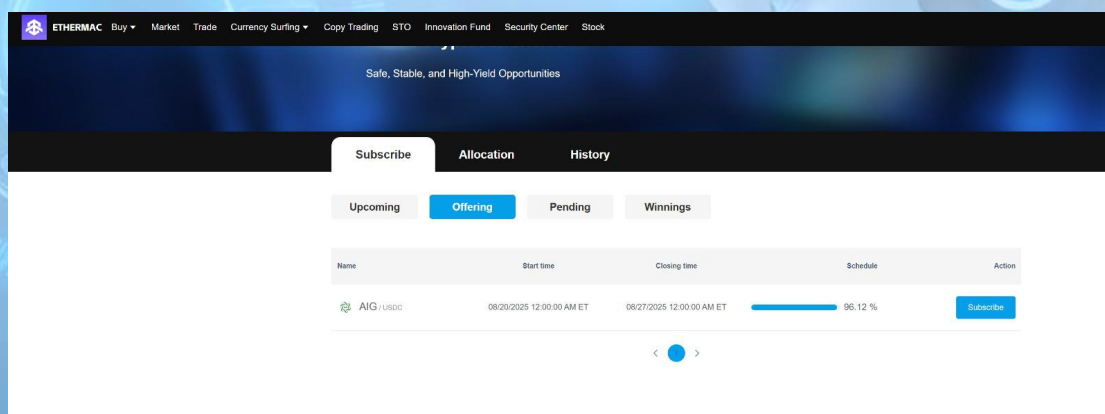 ETHERMAC Buy Market Trade Currency Surfing Copy Trading STO Innovation Fund Security Center Stock
Safe, Stable, and High-Yield Opportunities
Subscribe Allocation History
Upcoming Offering Pending Winnings
Name Start time Closing time Schedule Action
AIG / USDC 08/20/2025 12:00:00 AM ET 08/27/2025 12:00:00 AM ET 96.12 % Subscribe